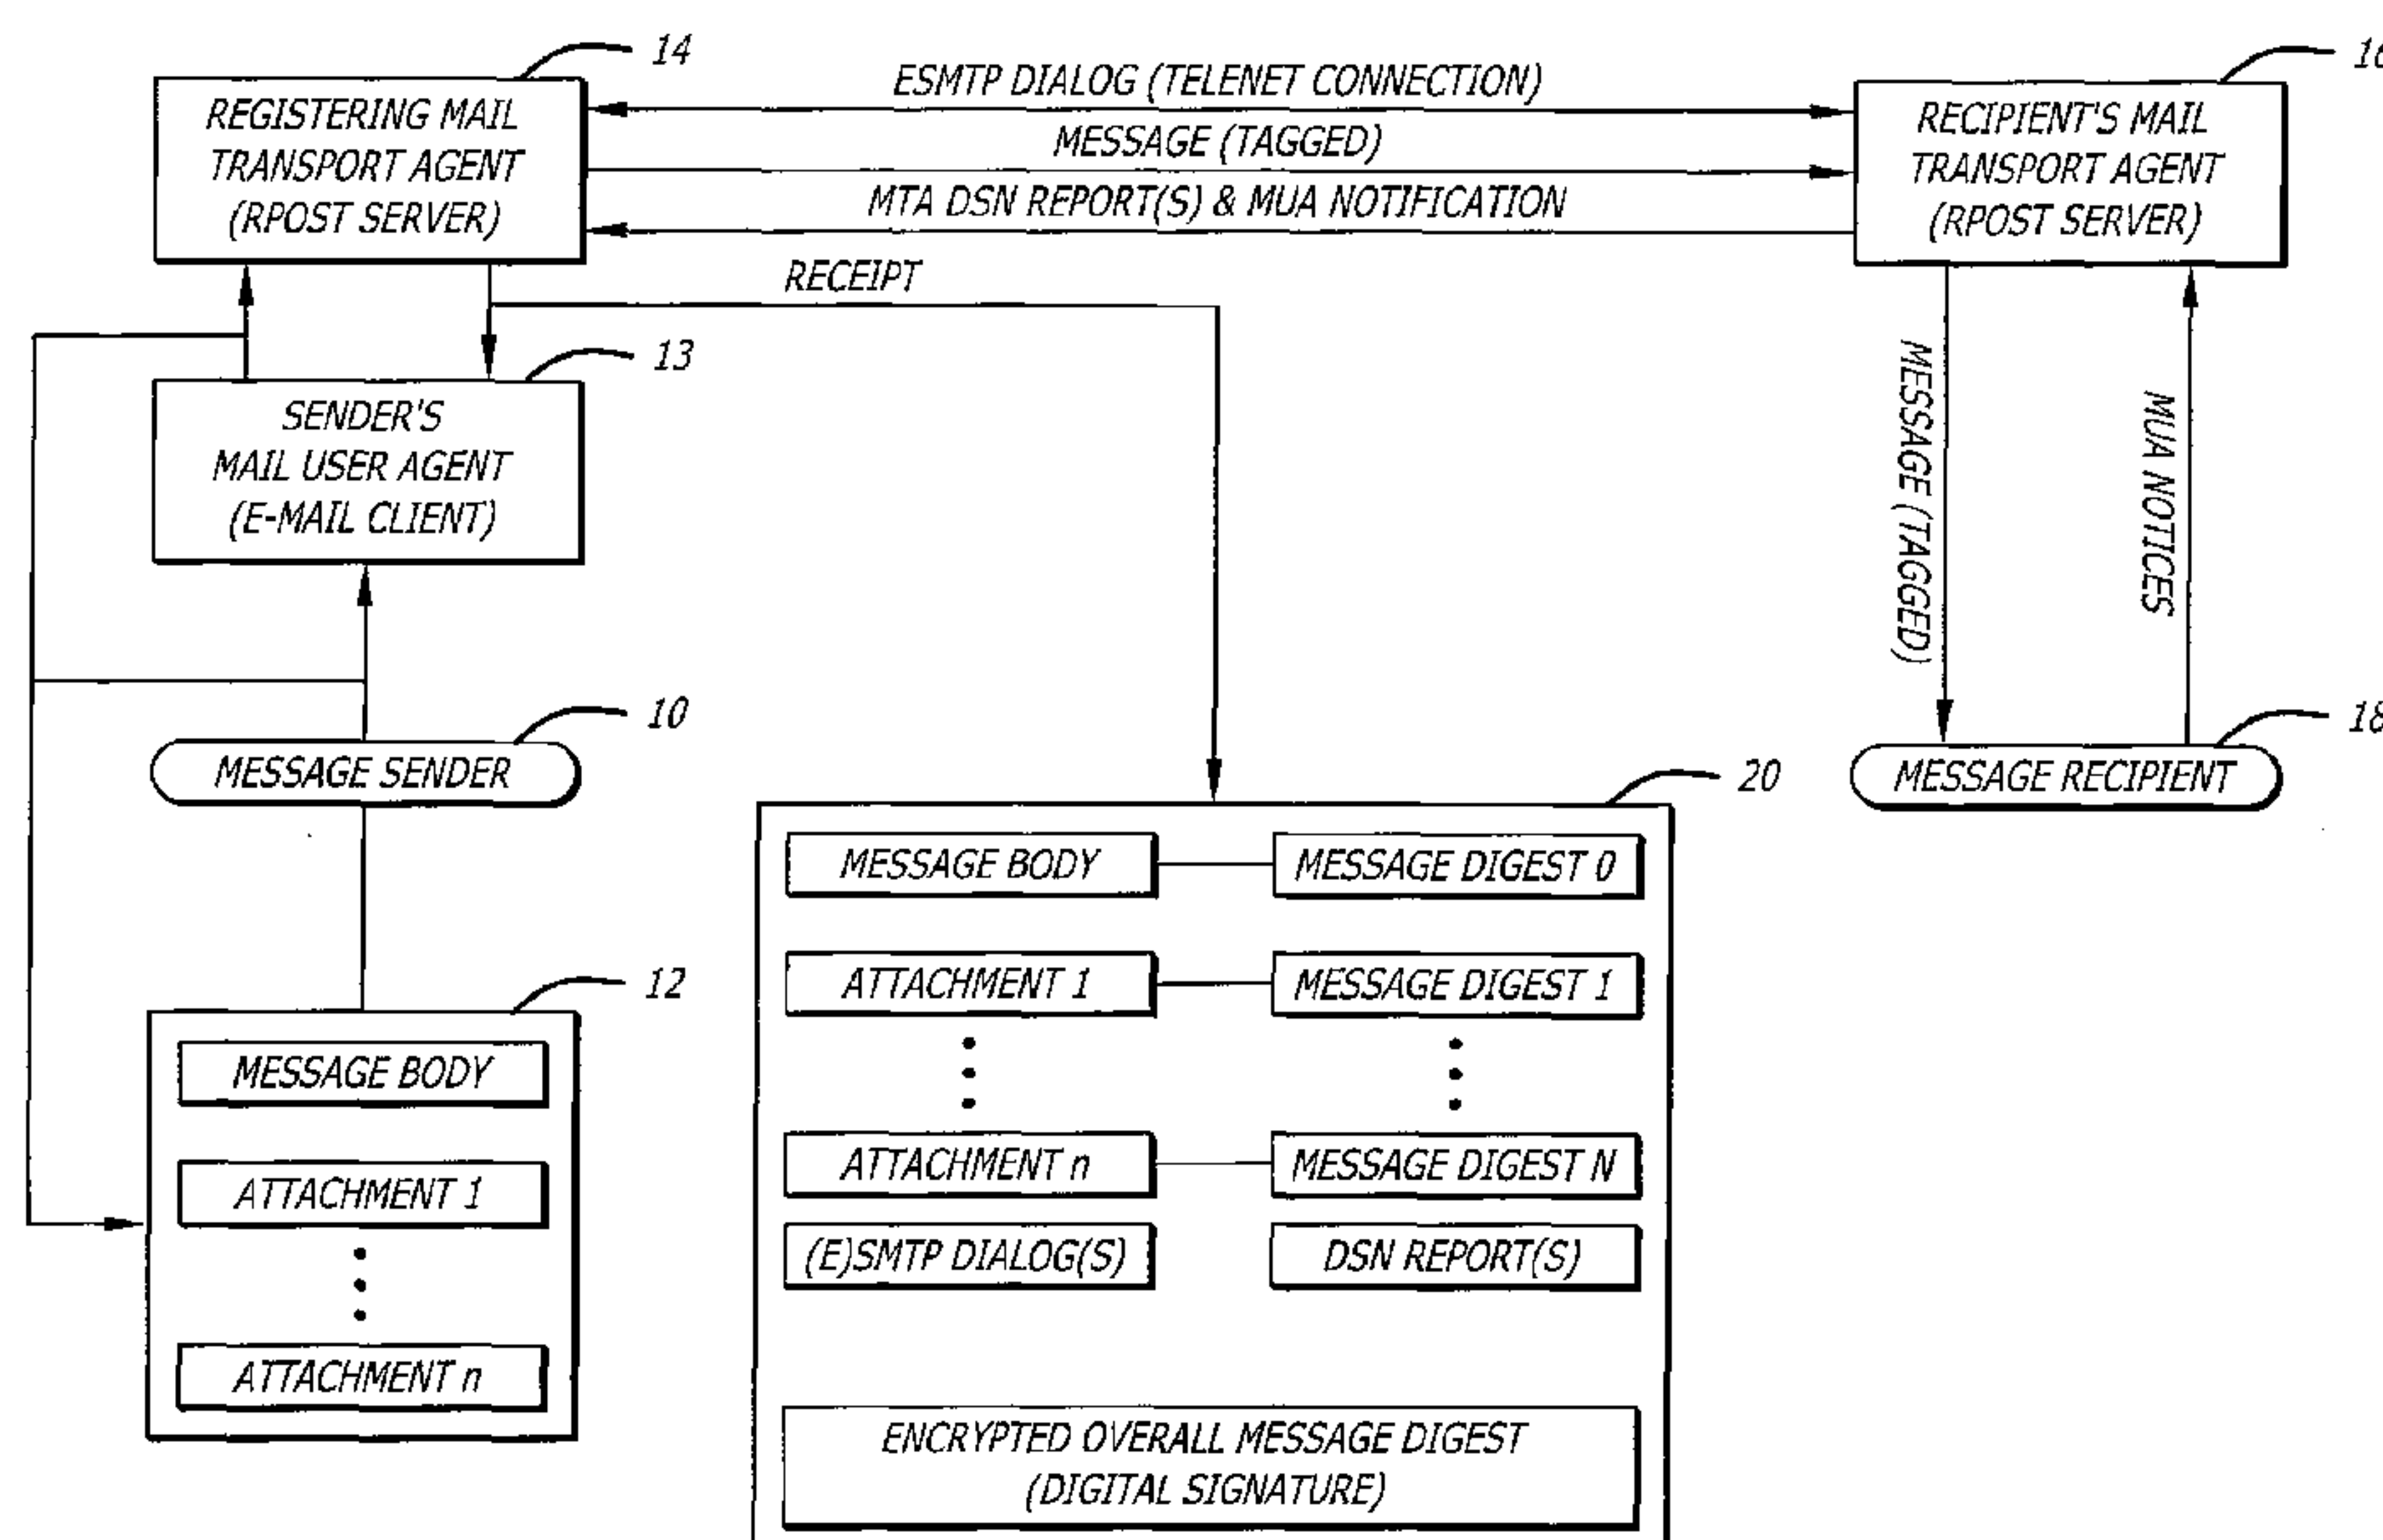 14
REGISTERING MAIL
TRANSPORT AGENT
(RPOST SERVER)
ESMTP DIALOG (TELENET CONNECTION)
MESSAGE (TAGGED)
MTA DSN REPORT(S) & MUA NOTIFICATION
RECEIPT
16
RECIPIENT'S MAIL
TRANSPORT AGENT
(RPOST SERVER)
13
SENDER'S
MAIL USER AGENT
(E-MAIL CLIENT)
MESSAGE (TAGGED)
MUA NOTICES
10
MESSAGE SENDER
18
MESSAGE RECIPIENT
12
MESSAGE BODY
ATTACHMENT 1
ATTACHMENT n
20
MESSAGE BODY
MESSAGE DIGEST 0
ATTACHMENT 1
MESSAGE DIGEST 1
ATTACHMENT n
MESSAGE DIGEST N
(E)SMTP DIALOG(S)
DSN REPORT(S)
ENCRYPTED OVERALL MESSAGE DIGEST
(DIGITAL SIGNATURE)